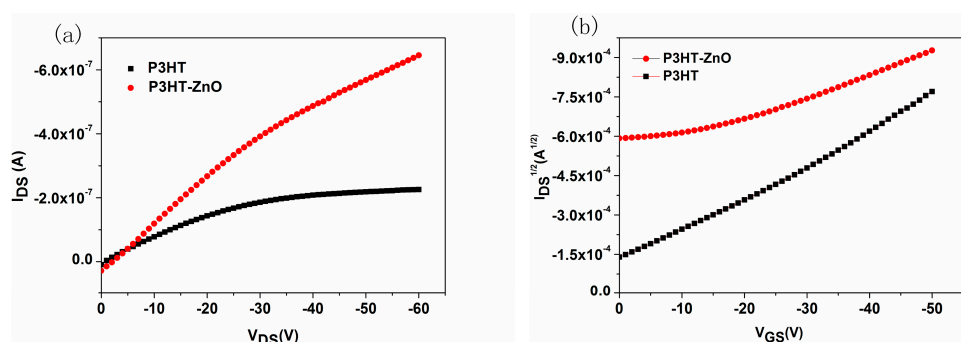 (a)
P3HT
P3HT-ZnO
-6.0x10⁻⁷
-4.0x10⁻⁷
-2.0x10⁻⁷
0.0
I_DS (A)
0 -10 -20 -30 -40 -50 -60
V_DS(V)
(b)
P3HT-ZnO
P3HT
-9.0x10⁻⁴
-7.5x10⁻⁴
-6.0x10⁻⁴
-4.5x10⁻⁴
-3.0x10⁻⁴
-1.5x10⁻⁴
0.0
I_DS^1/2(A^1/2)
0 -10 -20 -30 -40 -50
V_GS(V)